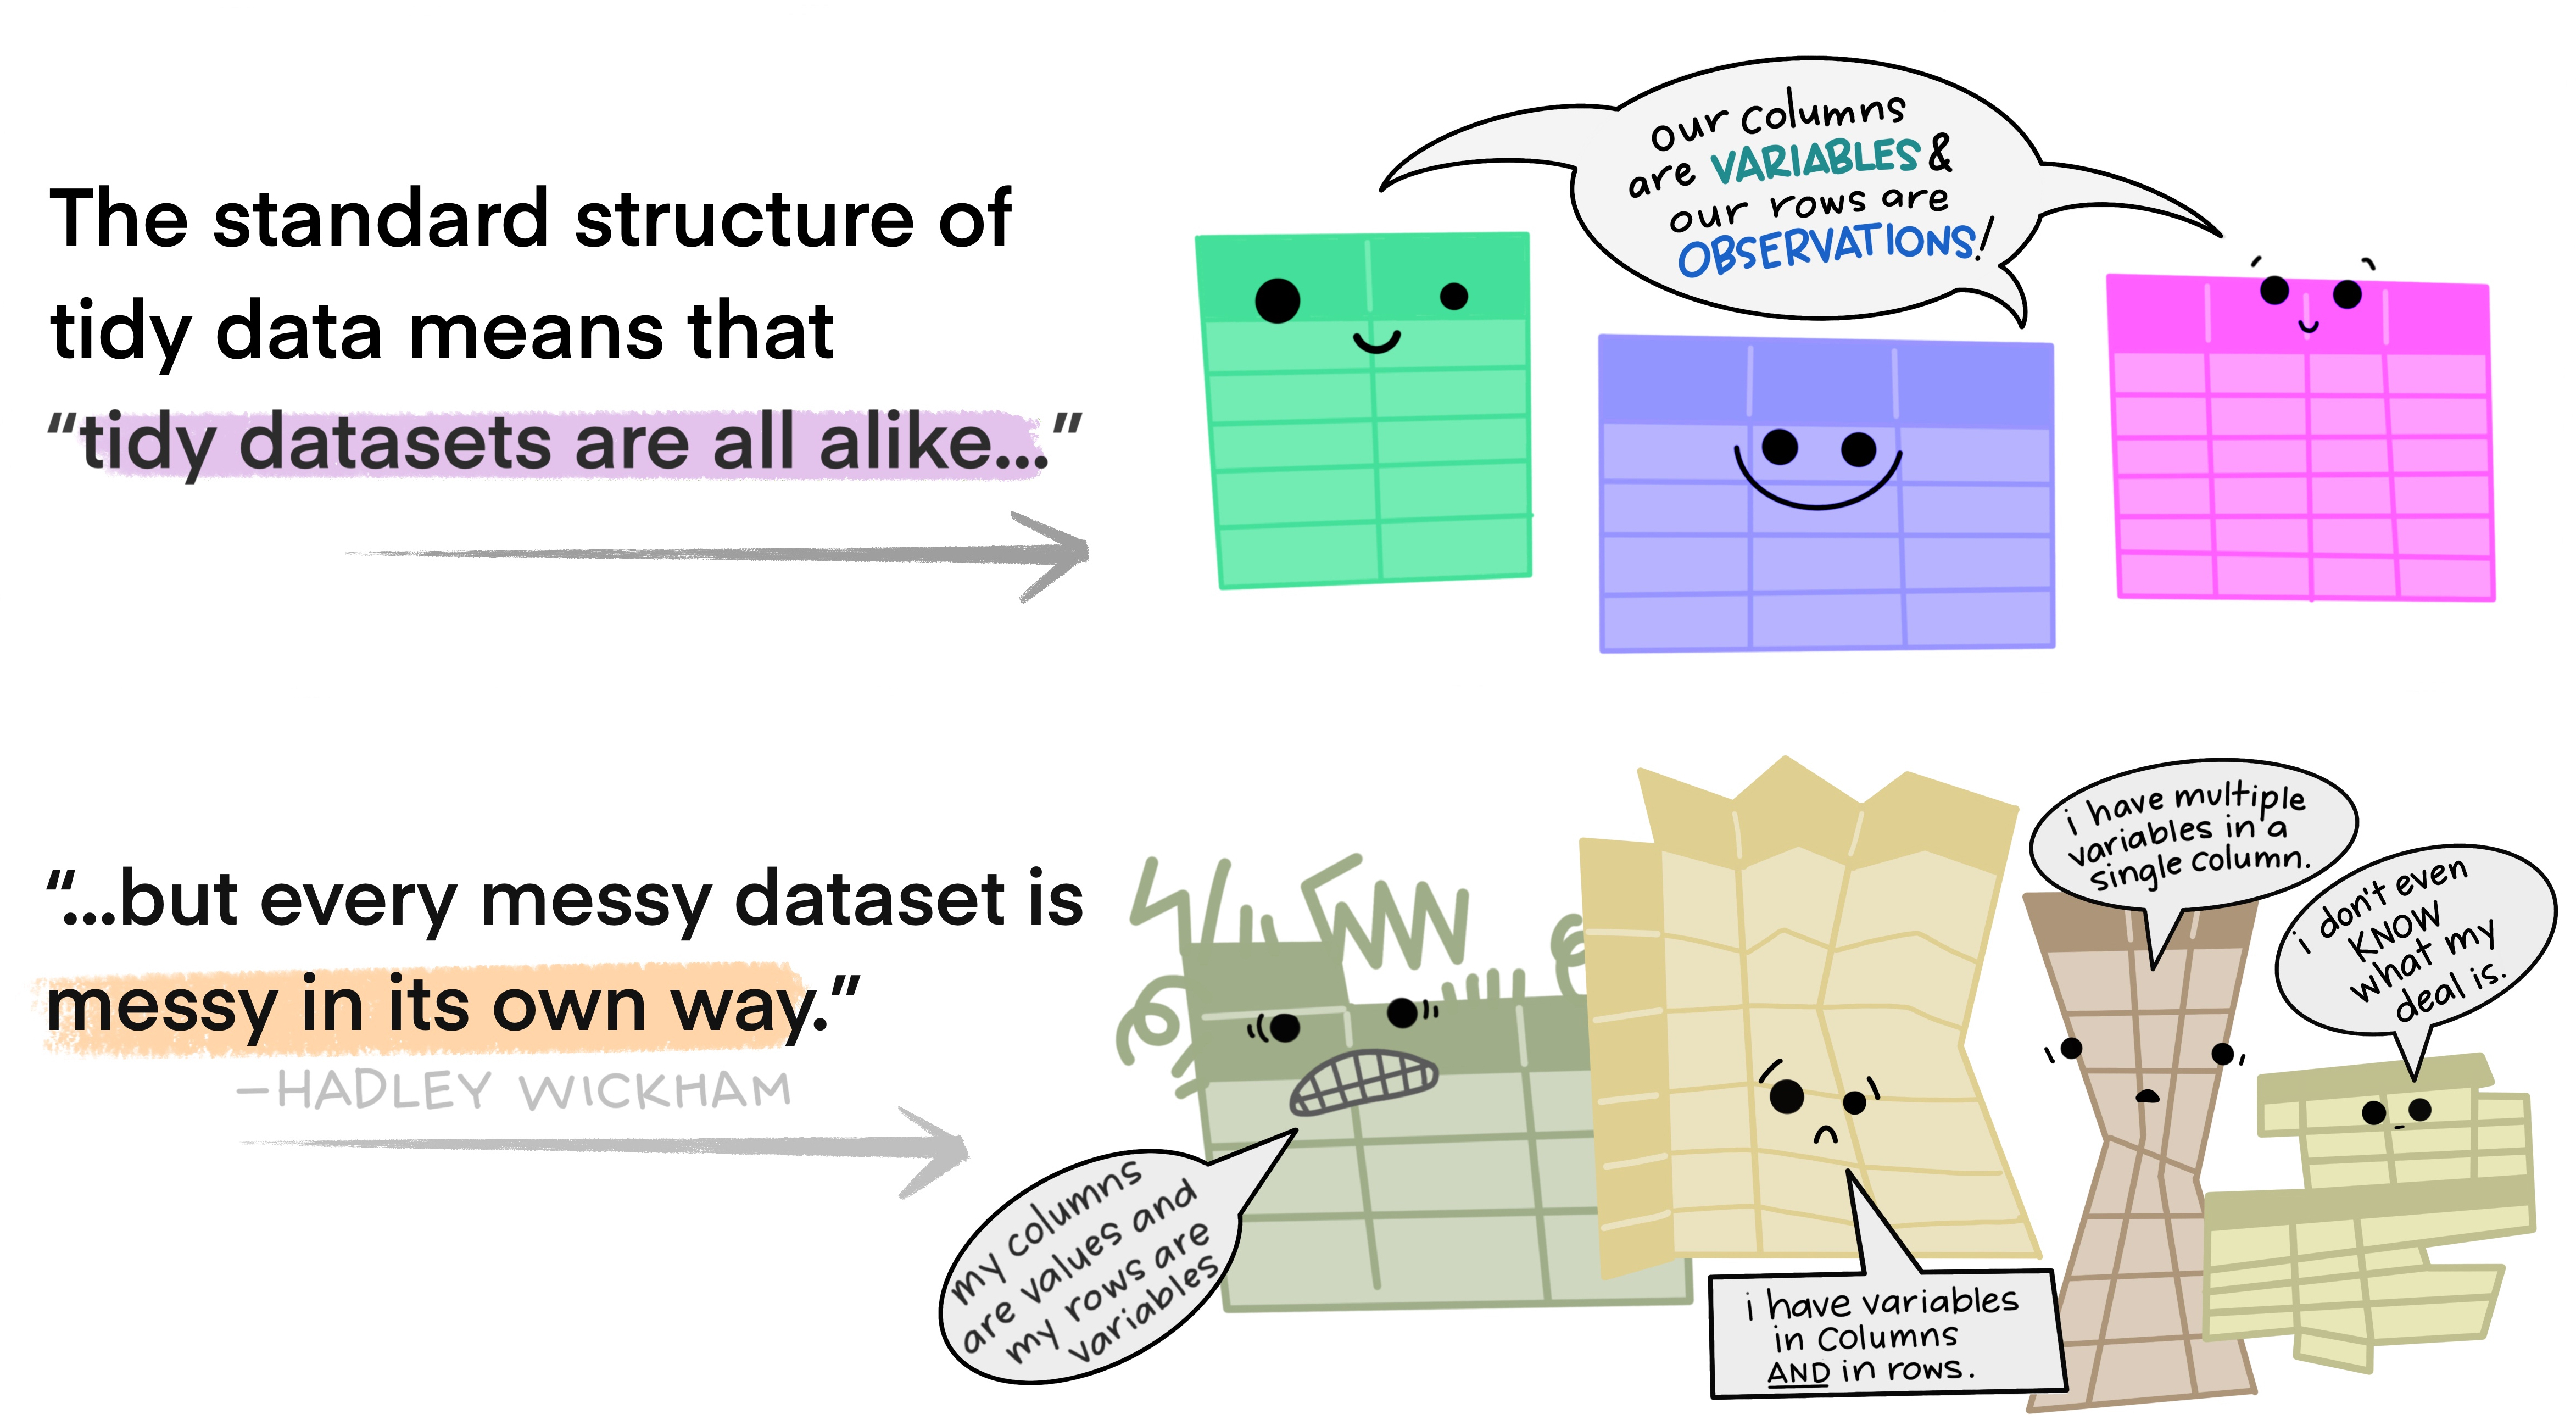 The standard structure of
tidy data means that
“tidy datasets are all alike...”
our columns
are VARIABLES &
our rows are
OBSERVATIONS!
“...but every messy dataset is
messy in its own way.”
—HADLEY WICKHAM
my columns
are values and
my rows are
variables
i have variables
in columns
AND in rows.
i have multiple
variables in a
single column.
i don't even
KNOW
what my
deal is.